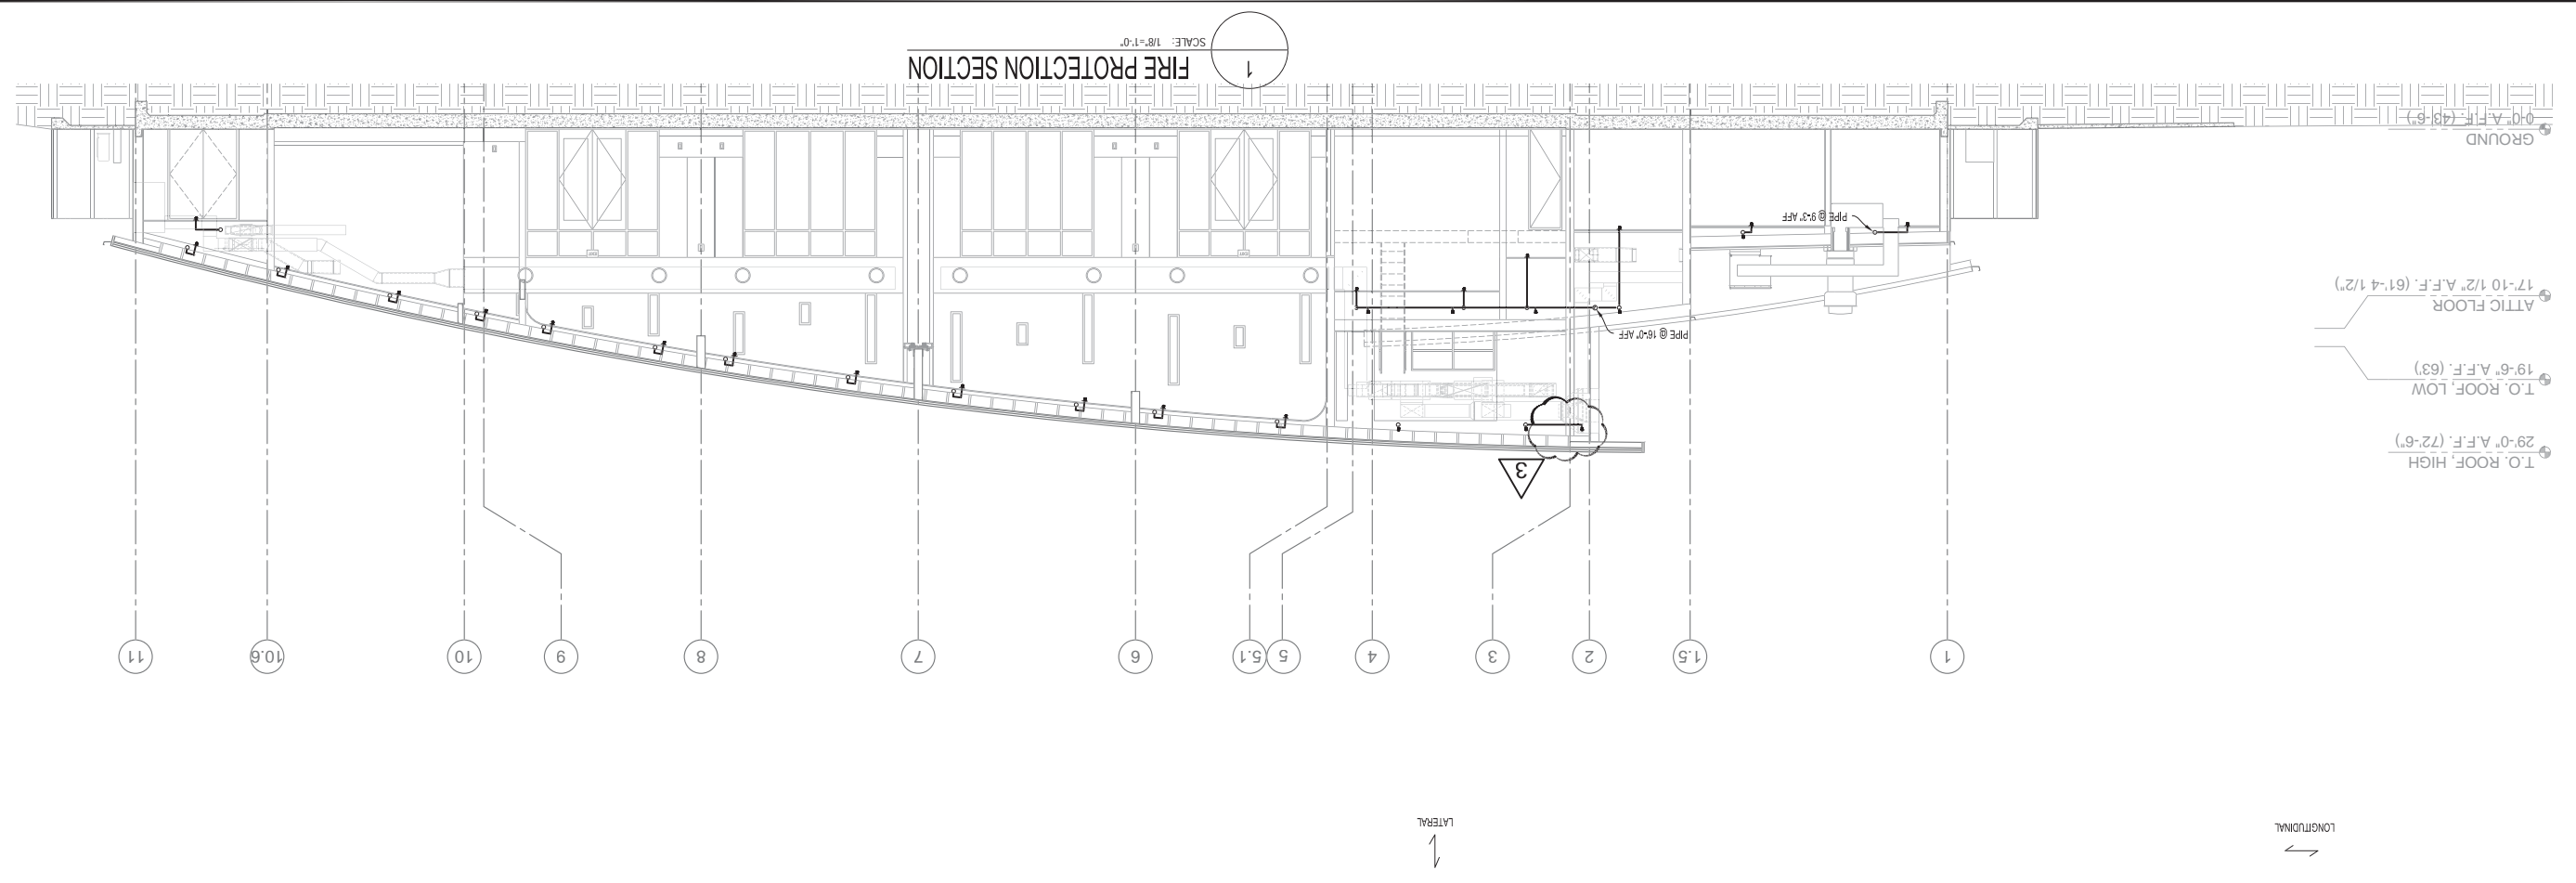 LONGITUDINAL
LATERAL
1
1.5
2
3
4
5
5.1
6
7
8
9
10
10.6
11
3
T.O. ROOF, HIGH
29'-0" A.F.F. (72'-6")
T.O. ROOF, LOW
19'-6" A.F.F. (63')
ATTIC FLOOR
17'-10 1/2" A.F.F. (61'-4 1/2")
PIPE @ 16'-0" AFF
PIPE @ 9'-3" AFF
GROUND
0'-0" A.F.F. (43'-6")
1
FIRE PROTECTION SECTION
SCALE: 1/8"=1'-0"